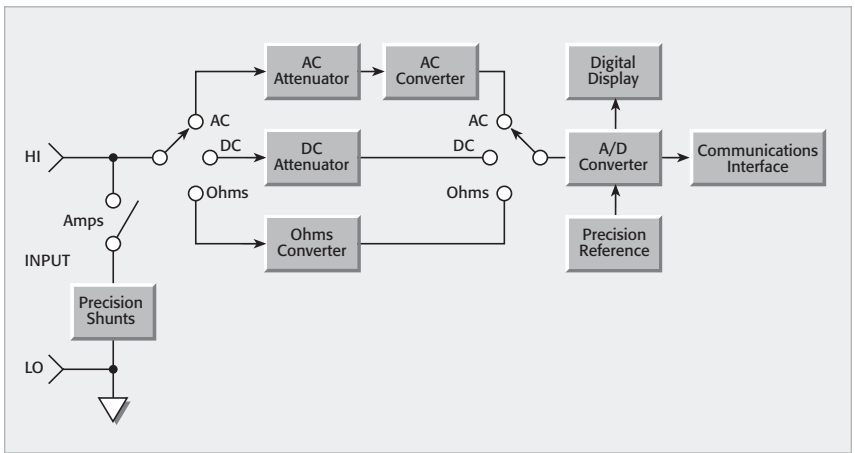 AC
Attenuator
AC
Converter
Digital
Display
AC
AC
HI
DC
DC
Attenuator
DC
A/D
Converter
Communications
Interface
Ohms
Ohms
Amps
Ohms
Converter
Precision
Reference
INPUT
Precision
Shunts
LO